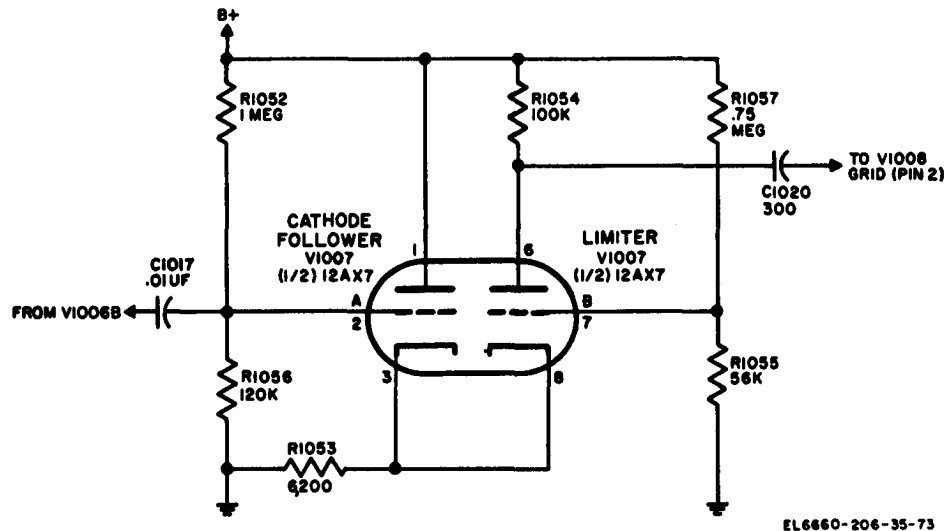 B+
R1052
1 MEG
R1054
100K
R1057
.75
MEG
TO V1008
GRID (PIN 2)
C1020
300
CATHODE
FOLLOWER
V1007
(1/2) 12AX7
1
6
LIMITER
V1007
(1/2) 12AX7
C1017
.01UF
FROM V1006B
A
2
B
7
R1056
120K
3
8
R1055
56K
R1053
6,200
EL6660-206-35-73